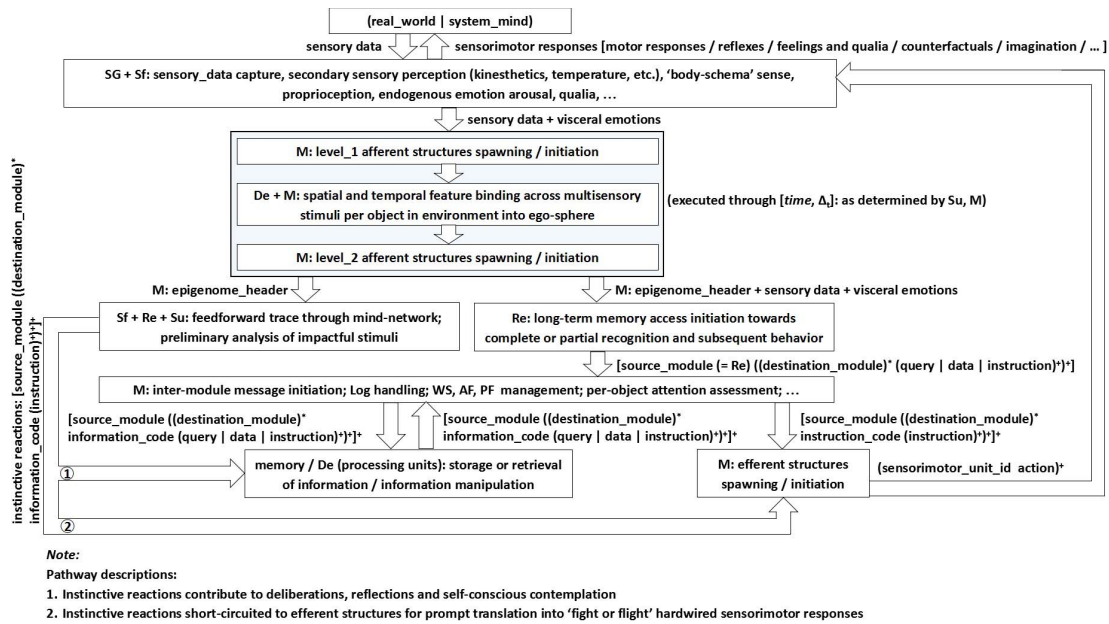 (real_world | system_mind)
sensory data
sensorimotor responses [motor responses / reflexes / feelings and qualia / counterfactuals / imagination / … ]
SG + Sf: sensory_data capture, secondary sensory perception (kinesthetics, temperature, etc.), ‘body-schema’ sense,
proprioception, endogenous emotion arousal, qualia, …
sensory data + visceral emotions
M: level_1 afferent structures spawning / initiation
De + M: spatial and temporal feature binding across multisensory
stimuli per object in environment into ego-sphere
(executed through [time, Δt]: as determined by Su, M)
M: level_2 afferent structures spawning / initiation
M: epigenome_header
M: epigenome_header + sensory data + visceral emotions
Sf + Re + Su: feedforward trace through mind-network;
preliminary analysis of impactful stimuli
Re: long-term memory access initiation towards
complete or partial recognition and subsequent behavior
[source_module (= Re) ((destination_module)* (query | data | instruction)⁺)⁺]
M: inter-module message initiation; Log handling; WS, AF, PF management; per-object attention assessment; …
[source_module ((destination_module)*
information_code (query | data | instruction)⁺)⁺]⁺
[source_module ((destination_module)*
information_code (query | data | instruction)⁺)⁺]⁺
[source_module ((destination_module)*
instruction_code (instruction)⁺)⁺]⁺
instinctive reactions: [source_module ((destination_module)*
information_code (instruction)⁺)⁺]⁺
①
memory / De (processing units): storage or retrieval
of information / information manipulation
M: efferent structures
spawning / initiation
(sensorimotor_unit_id action)⁺
②
Note:
Pathway descriptions:
1. Instinctive reactions contribute to deliberations, reflections and self-conscious contemplation
2. Instinctive reactions short-circuited to efferent structures for prompt translation into ‘fight or flight’ hardwired sensorimotor responses